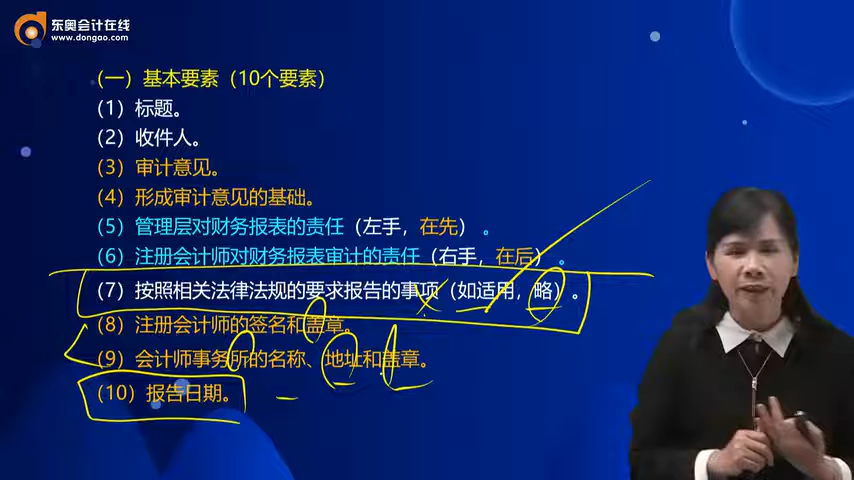 东奥会计在线
www.dongao.com
（一）基本要素（10个要素）
（1）标题。
（2）收件人。
（3）审计意见。
（4）形成审计意见的基础。
（5）管理层对财务报表的责任（左手，在先）。
（6）注册会计师对财务报表审计的责任（右手，在后）。
（7）按照相关法律法规的要求报告的事项（如适用，略）。
（8）注册会计师的签名和盖章。
（9）会计师事务所的名称、地址和盖章。
（10）报告日期。